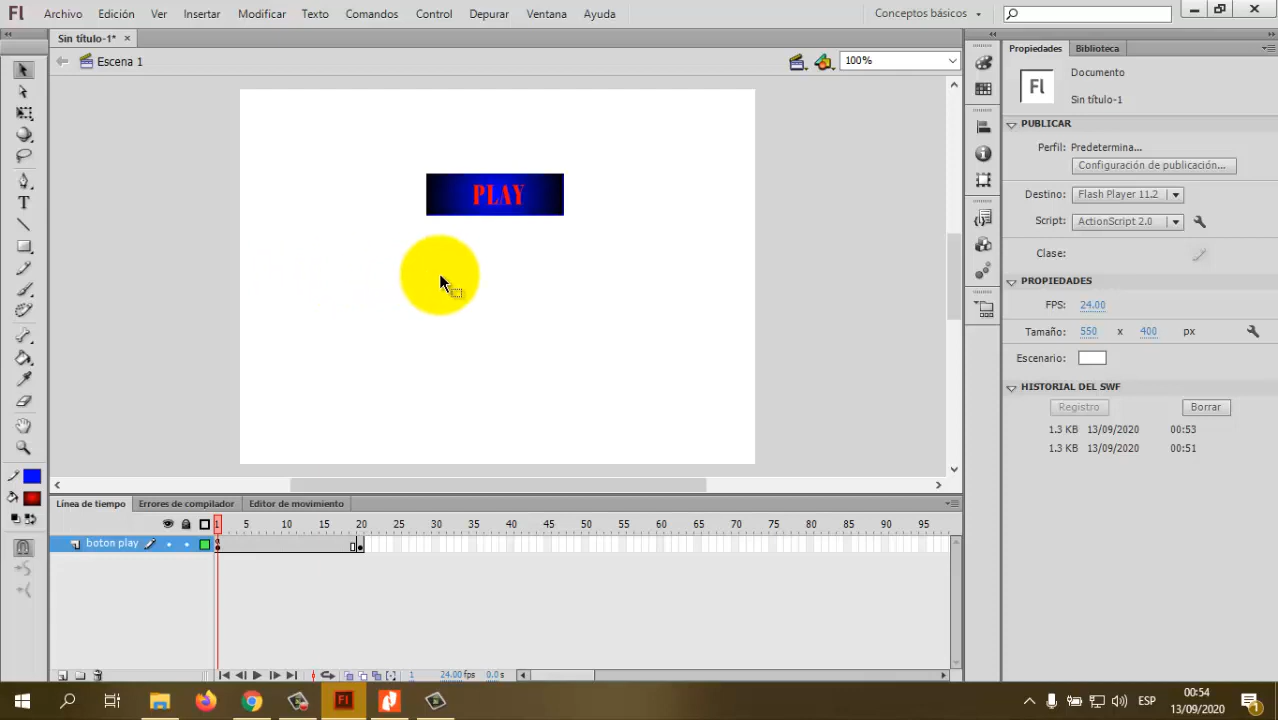 Fl Archivo Edición Ver Insertar Modificar Texto Comandos Control Depurar Ventana Ayuda Conceptos básicos
Sin título-1* ×
Escena 1
100%
PLAY
Propiedades Biblioteca
Fl
Documento
Sin título-1
PUBLICAR
Perfil: Predetermina...
Configuración de publicación...
Destino: Flash Player 11.2
Script: ActionScript 2.0
Clase:
PROPIEDADES
FPS: 24.00
Tamaño: 550 x 400 px
Escenario:
HISTORIAL DEL SWF
Registro Borrar
1.3 KB 13/09/2020 00:53
1.3 KB 13/09/2020 00:51
Línea de tiempo Errores de compilador Editor de movimiento
1 5 10 15 20 25 30 35 40 45 50 55 60 65 70 75 80 85 90 95
boton play
1 24.00 fps 0.0 s
Fl
ESP
00:54
13/09/2020
1